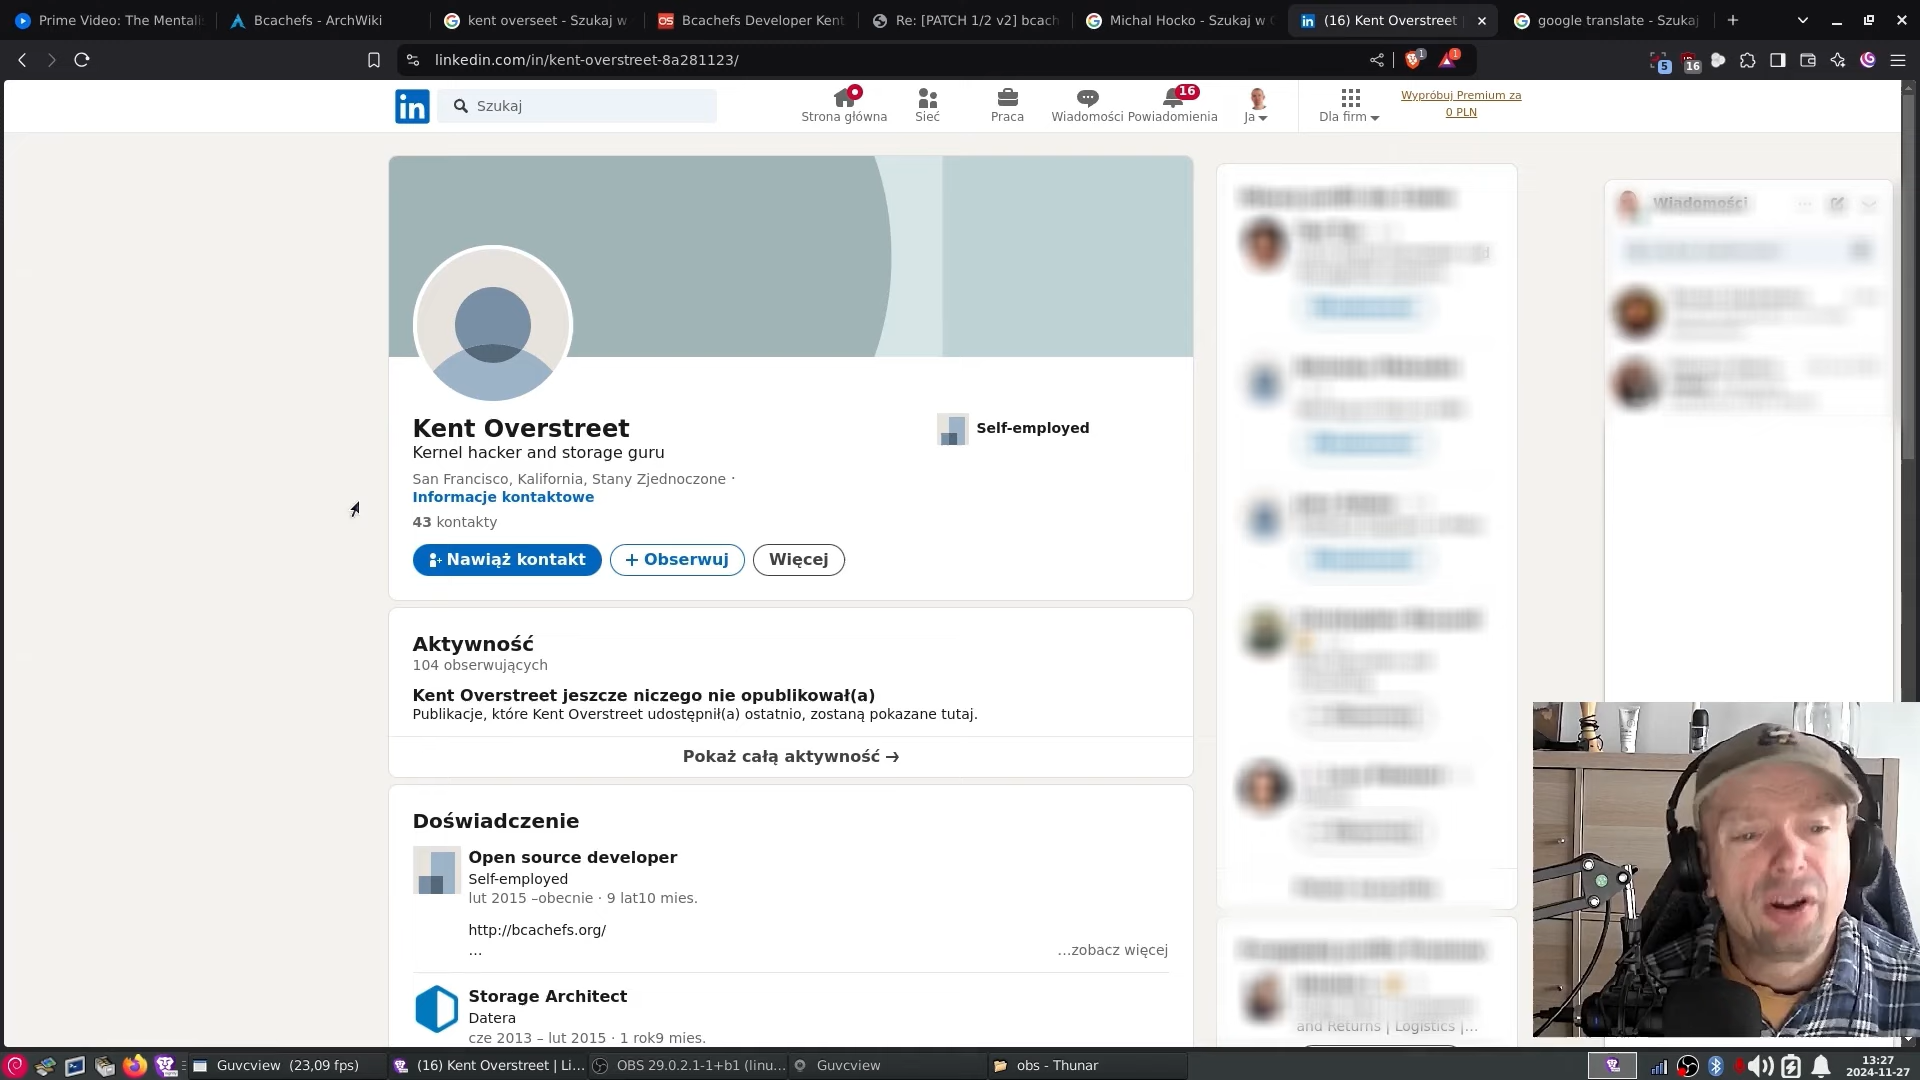 Prime Video: The Mentalis
Bcachefs - ArchWiki
kent overseet - Szukaj w
Bcachefs Developer Kent
Re: [PATCH 1/2 v2] bcach
Michal Hocko - Szukaj w G
(16) Kent Overstreet
google translate - Szukaj
linkedin.com/in/kent-overstreet-8a281123/
1
1
5
16
in
Szukaj
Strona główna
Sieć
Praca
Wiadomości
16
Powiadomienia
Ja
Dla firm
Wypróbuj Premium za
0 PLN
Wiadomości
Kent Overstreet
Kernel hacker and storage guru
Self-employed
San Francisco, Kalifornia, Stany Zjednoczone ·
Informacje kontaktowe
43 kontakty
Nawiąż kontakt
+ Obserwuj
Więcej
Aktywność
104 obserwujących
Kent Overstreet jeszcze niczego nie opublikował(a)
Publikacje, które Kent Overstreet udostępnił(a) ostatnio, zostaną pokazane tutaj.
Pokaż całą aktywność →
Doświadczenie
Open source developer
Self-employed
lut 2015 –obecnie · 9 lat10 mies.
http://bcachefs.org/
...
...zobacz więcej
Storage Architect
Datera
cze 2013 – lut 2015 · 1 rok9 mies.
and Returns | Logistics |...
Guvcview (23,09 fps)
(16) Kent Overstreet | Li...
OBS 29.0.2.1-1+b1 (linu...
Guvcview
obs - Thunar
13:27
2024-11-27